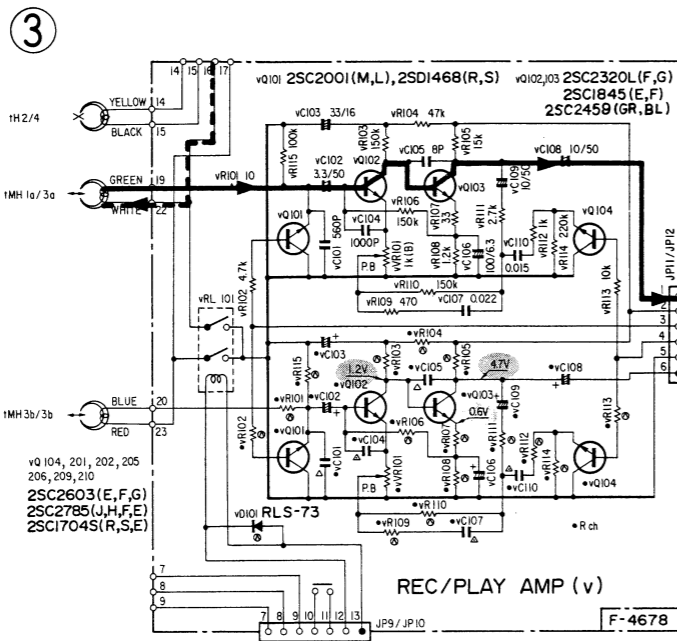 3
14 15 16 17
vQ101 2SC2001(M,L), 2SD1468(R,S)
vQ102,103 2SC2320L(F,G)
2SC1845(E,F)
2SC2459(GR,BL)
tH2/4
YELLOW 14
BLACK 15
vC103 33/16
vR104 47k
vR115 100k
vR103 150k
vR105 15k
vC105 8P
vC108 10/50
vC102 3.3/50
vQ102
vQ103
vC109 10/50
tMH 1a/3a
GREEN 19
WHITE 22
vR101 10
vR106 150k
vR107 33
vR111 2.7k
vQ101
560P
vC101
vC104 1000P
vR101 1k(B)
vR108 1.2k
vC106 100/6.3
vC110 0.015
vR112 1k
vR114 220k
vQ104
JP11/JP12
vR102 4.7k
P.B
vR110 150k
vR109 470
vC107 0.022
vR113 10k
1
2
3
4
5
6
vRL 101
•vC103
•vR104
•vR115
•vR103
•vR105
1.2V
•vC105
4.7V
•vC108
•vQ102
•vC102
vQ103
•vC109
0.6V
tMH3b/3b
BLUE 20
RED 23
•vR101
•vR102
•vQ101
•vC101
•vC104
•vR106
•vR107
•vR111
•vR112
•vR113
•vVR101
•vR108
•vC106
•vC110
•vR114
•vQ104
P.B
•vR110
•vR109
•vC107
•R ch
vQ 104, 201, 202, 205
206, 209, 210
2SC2603(E,F,G)
2SC2785(J,H,F,E)
2SC1704S(R,S,E)
vD101 RLS-73
7
8
9
7 8 9 10 11 12 13
JP9/JP10
REC/PLAY AMP (v)
F-4678